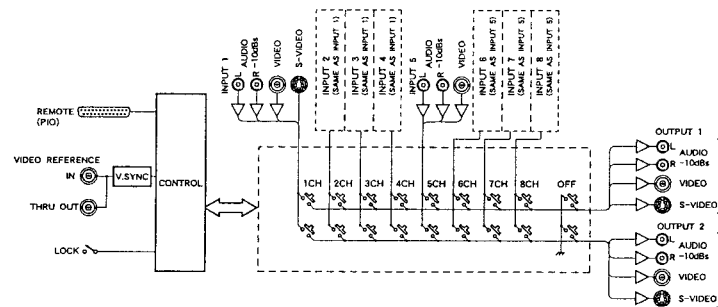 INPUT 1
L AUDIO
R -10dBs
VIDEO
S-VIDEO
INPUT 2
(SAME AS INPUT 1)
INPUT 3
(SAME AS INPUT 1)
INPUT 4
(SAME AS INPUT 1)
INPUT 5
L AUDIO
R -10dBs
VIDEO
INPUT 6
(SAME AS INPUT 5)
INPUT 7
(SAME AS INPUT 5)
INPUT 8
(SAME AS INPUT 5)
REMOTE
(PIO)
VIDEO REFERENCE
IN
V.SYNC
CONTROL
THRU OUT
LOCK
1CH 2CH 3CH 4CH 5CH 6CH 7CH 8CH OFF
OUTPUT 1
L AUDIO
R -10dBs
VIDEO
S-VIDEO
OUTPUT 2
L AUDIO
R -10dBs
VIDEO
S-VIDEO